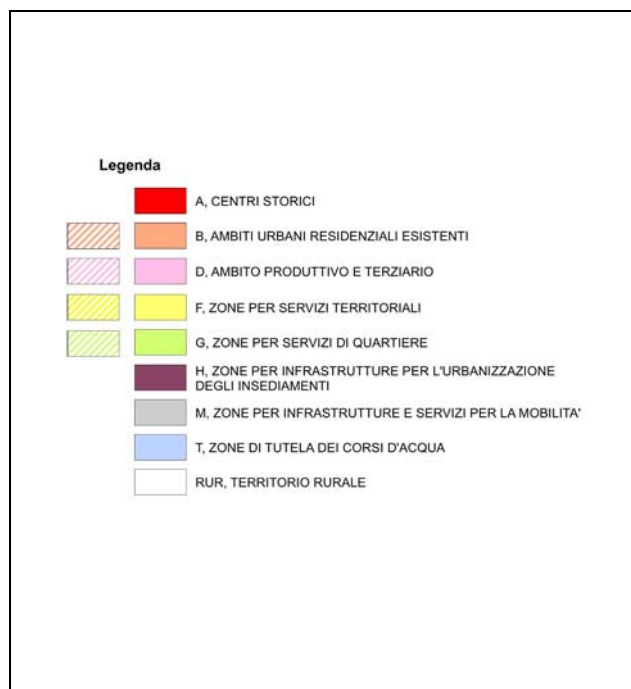 Legenda
A, CENTRI STORICI
B, AMBITI URBANI RESIDENZIALI ESISTENTI
D, AMBITO PRODUTTIVO E TERZIARIO
F, ZONE PER SERVIZI TERRITORIALI
G, ZONE PER SERVIZI DI QUARTIERE
H, ZONE PER INFRASTRUTTURE PER L'URBANIZZAZIONE
DEGLI INSEDIAMENTI
M, ZONE PER INFRASTRUTTURE E SERVIZI PER LA MOBILITA'
T, ZONE DI TUTELA DEI CORSI D'ACQUA
RUR, TERRITORIO RURALE